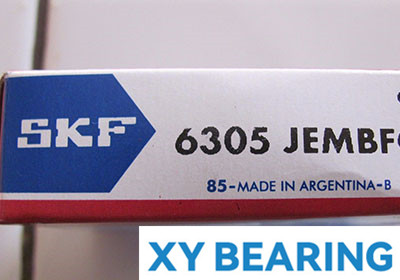 SKF
6305 JEMBF
85-MADE IN ARGENTINA-B
XY BEARING